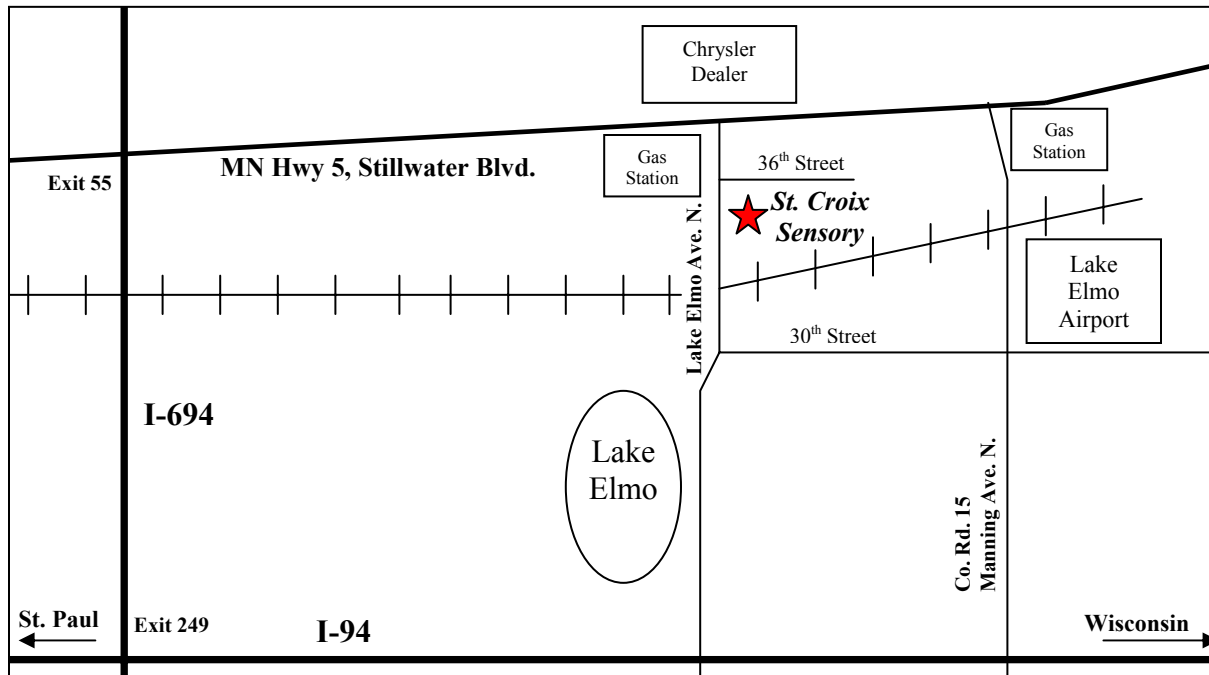 Chrysler
Dealer
Gas
Station
MN Hwy 5, Stillwater Blvd.
Exit 55
Gas
Station
36th Street
St. Croix
Sensory
Lake Elmo Ave. N.
Lake
Elmo
Airport
30th Street
I-694
Lake
Elmo
Co. Rd. 15
Manning Ave. N.
St. Paul
Exit 249
I-94
Wisconsin